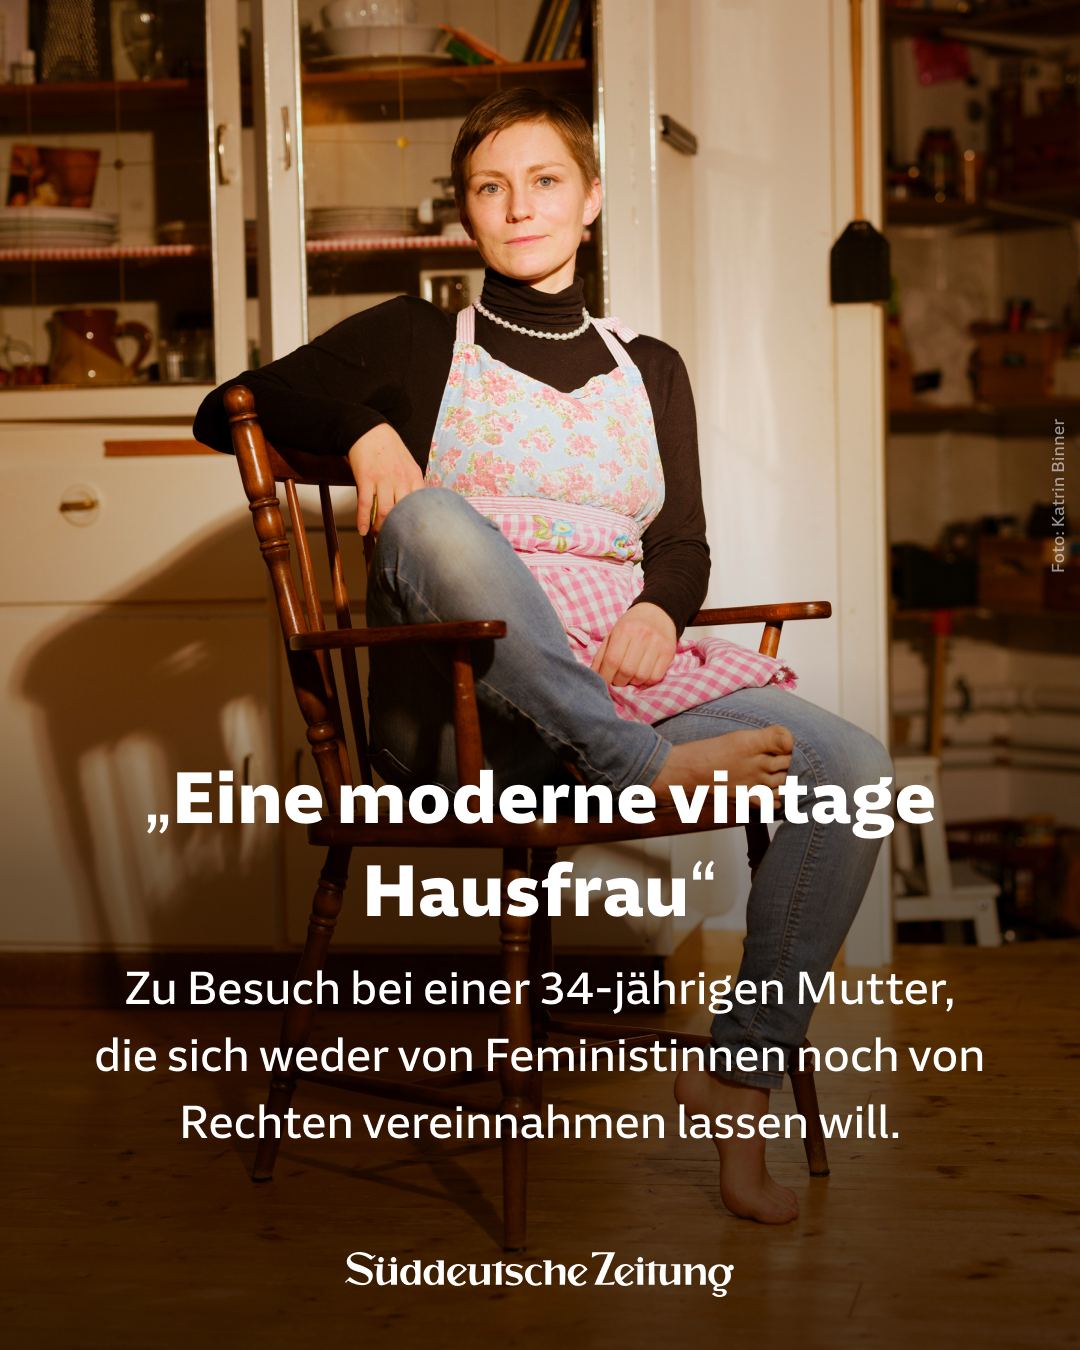 Foto: Katrin Binner
„Eine moderne vintage
Hausfrau“
Zu Besuch bei einer 34-jährigen Mutter,
die sich weder von Feministinnen noch von
Rechten vereinnahmen lassen will.
Süddeutsche Zeitung